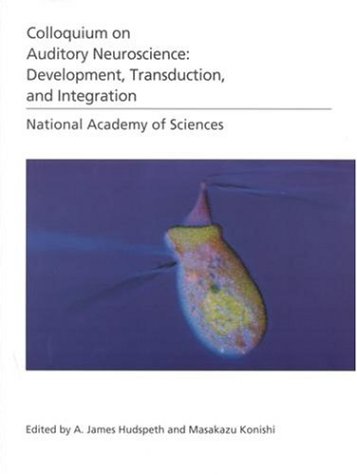 Colloquium on
Auditory Neuroscience:
Development, Transduction,
and Integration
National Academy of Sciences
Edited by A. James Hudspeth and Masakazu Konishi